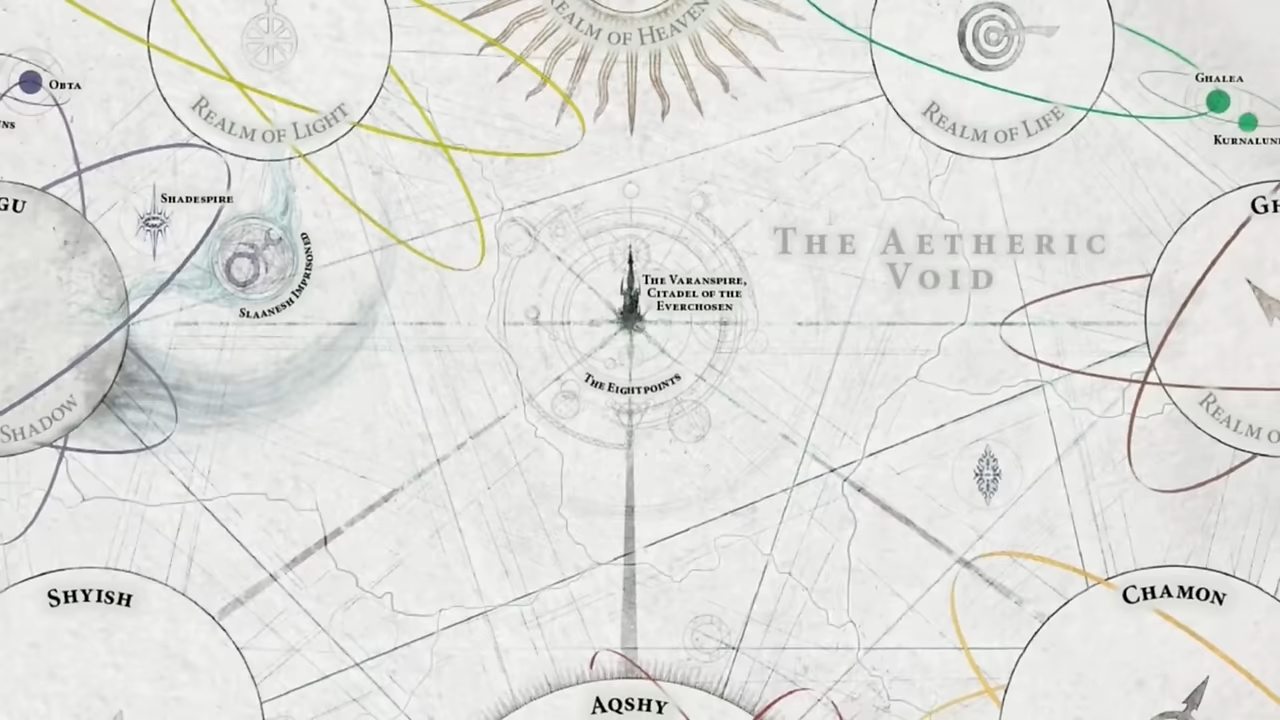 REALM OF HEAVEN
OBTA
REALM OF LIGHT
REALM OF LIFE
GHALEA
SHADESPIRE
SLAANESH IMPRISONED
THE AETHERIC
VOID
THE VARANSPIRE,
CITADEL OF THE
EVERCHOSEN
THE EIGHTPOINTS
SHADOW
REALM O
SHYISH
CHAMON
AQSHY